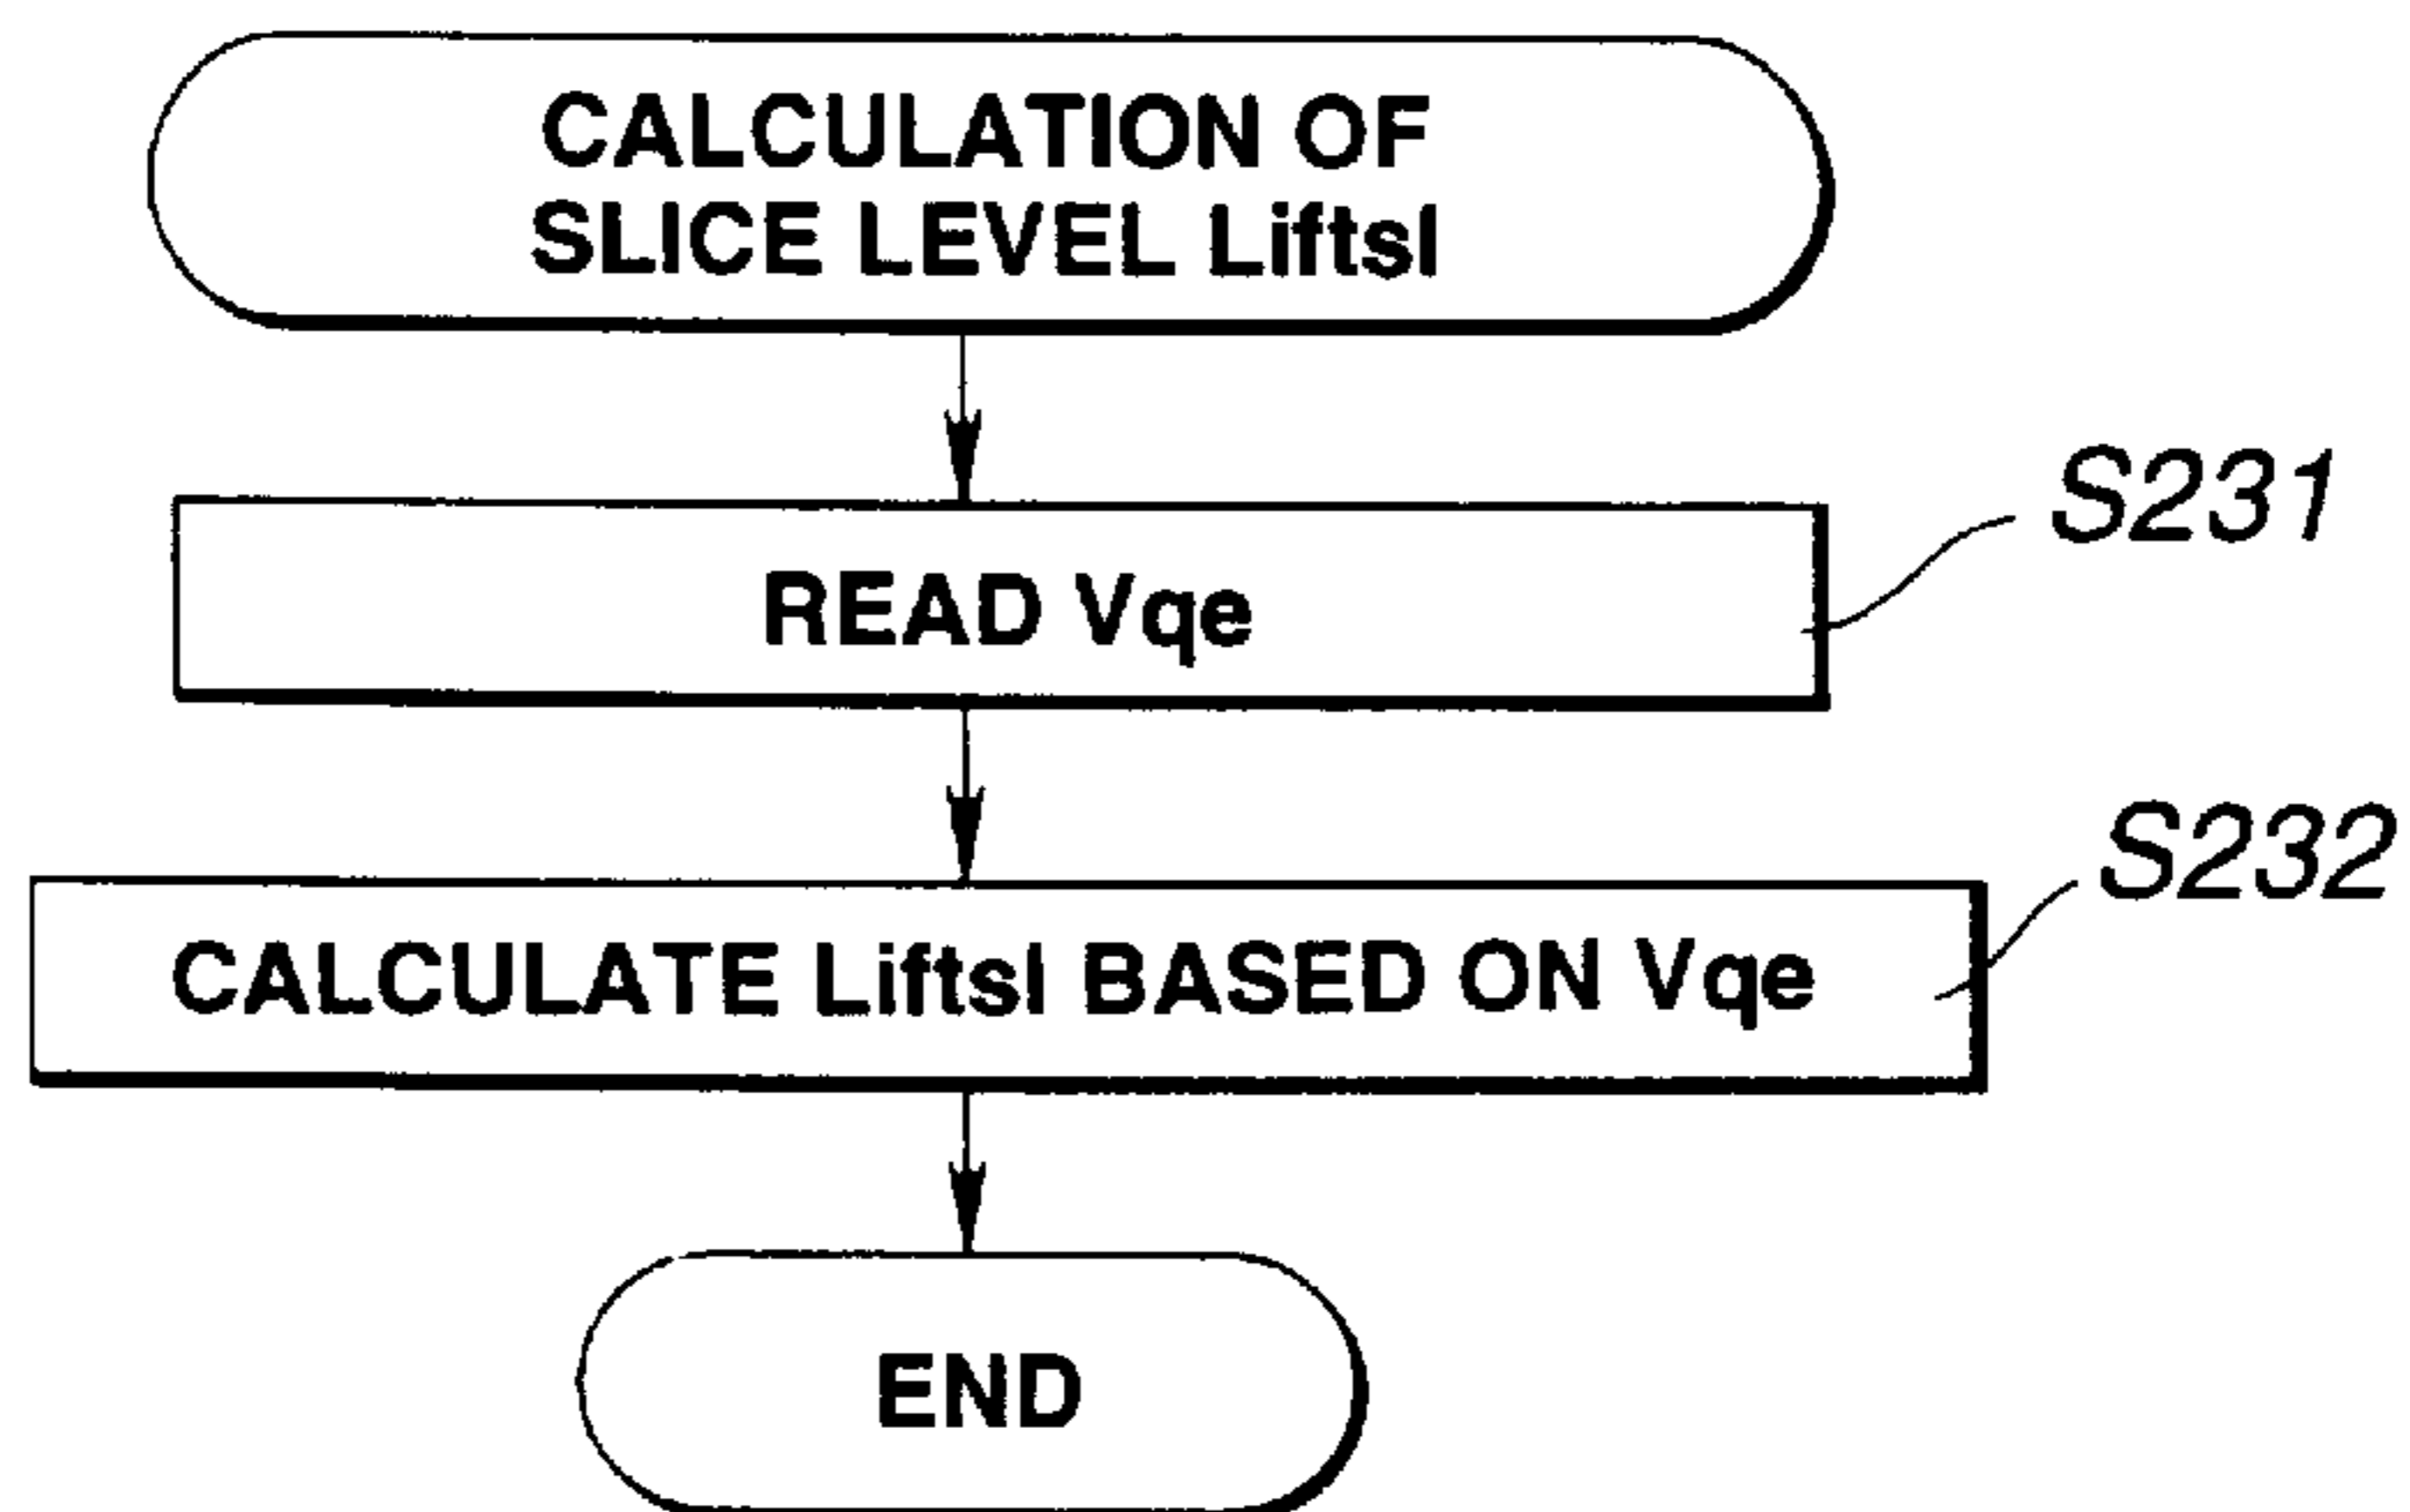 CALCULATION OF
SLICE LEVEL Liftsl
S231
READ Vqe
S232
CALCULATE Liftsl BASED ON Vqe
END